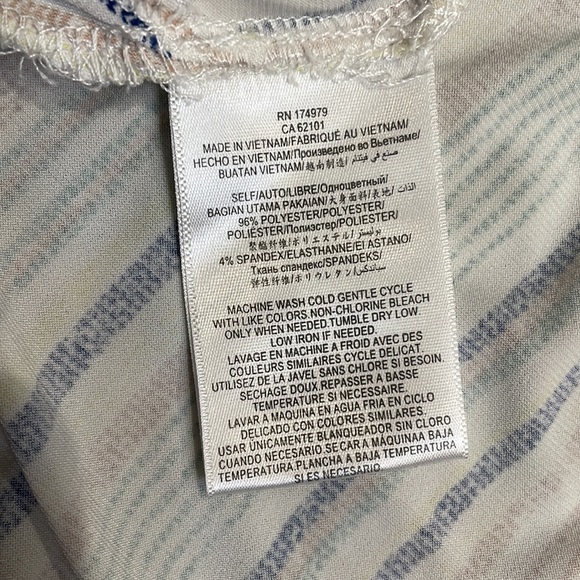 RN 174979
CA 62101
MADE IN VIETNAM/FABRIQUÉ AU VIETNAM/
HECHO EN VIETNAM/Произведено во Вьетнаме/
BUATAN VIETNAM/越南制造/ صنع في فيتنام
SELF/AUTO/LIBRE/Одноцветный/
BAGIAN UTAMA PAKAIAN/大身面料/表地/ الذات
96% POLYESTER/POLYESTER/
POLIÉSTER/Полиэстер/POLIESTER/
聚酯纤维/ポリエステル/بوليستر
4% SPANDEX/ELASTHANNE/ELASTANO/
Ткань спандекс/SPANDEKS/
弹性纤维/ポリウレタン/سباندكس
MACHINE WASH COLD GENTLE CYCLE
WITH LIKE COLORS.NON-CHLORINE BLEACH
ONLY WHEN NEEDED.TUMBLE DRY LOW.
LOW IRON IF NEEDED.
LAVAGE EN MACHINE A FROID AVEC DES
COULEURS SIMILAIRES CYCLE DELICAT.
UTILISEZ DE LA JAVEL SANS CHLORE SI BESOIN.
SECHAGE DOUX.REPASSER A BASSE
TEMPERATURE SI NECESSAIRE.
LAVAR A MAQUINA EN AGUA FRIA EN CICLO
DELICADO CON COLORES SIMILARES.
USAR ÚNICAMENTE BLANQUEADOR SIN CLORO
CUANDO NECESARIO.SECAR A MÁQUINAA BAJA
TEMPERATURA.PLANCHA A BAJA TEMPERATURA
SI ES NECESARIO